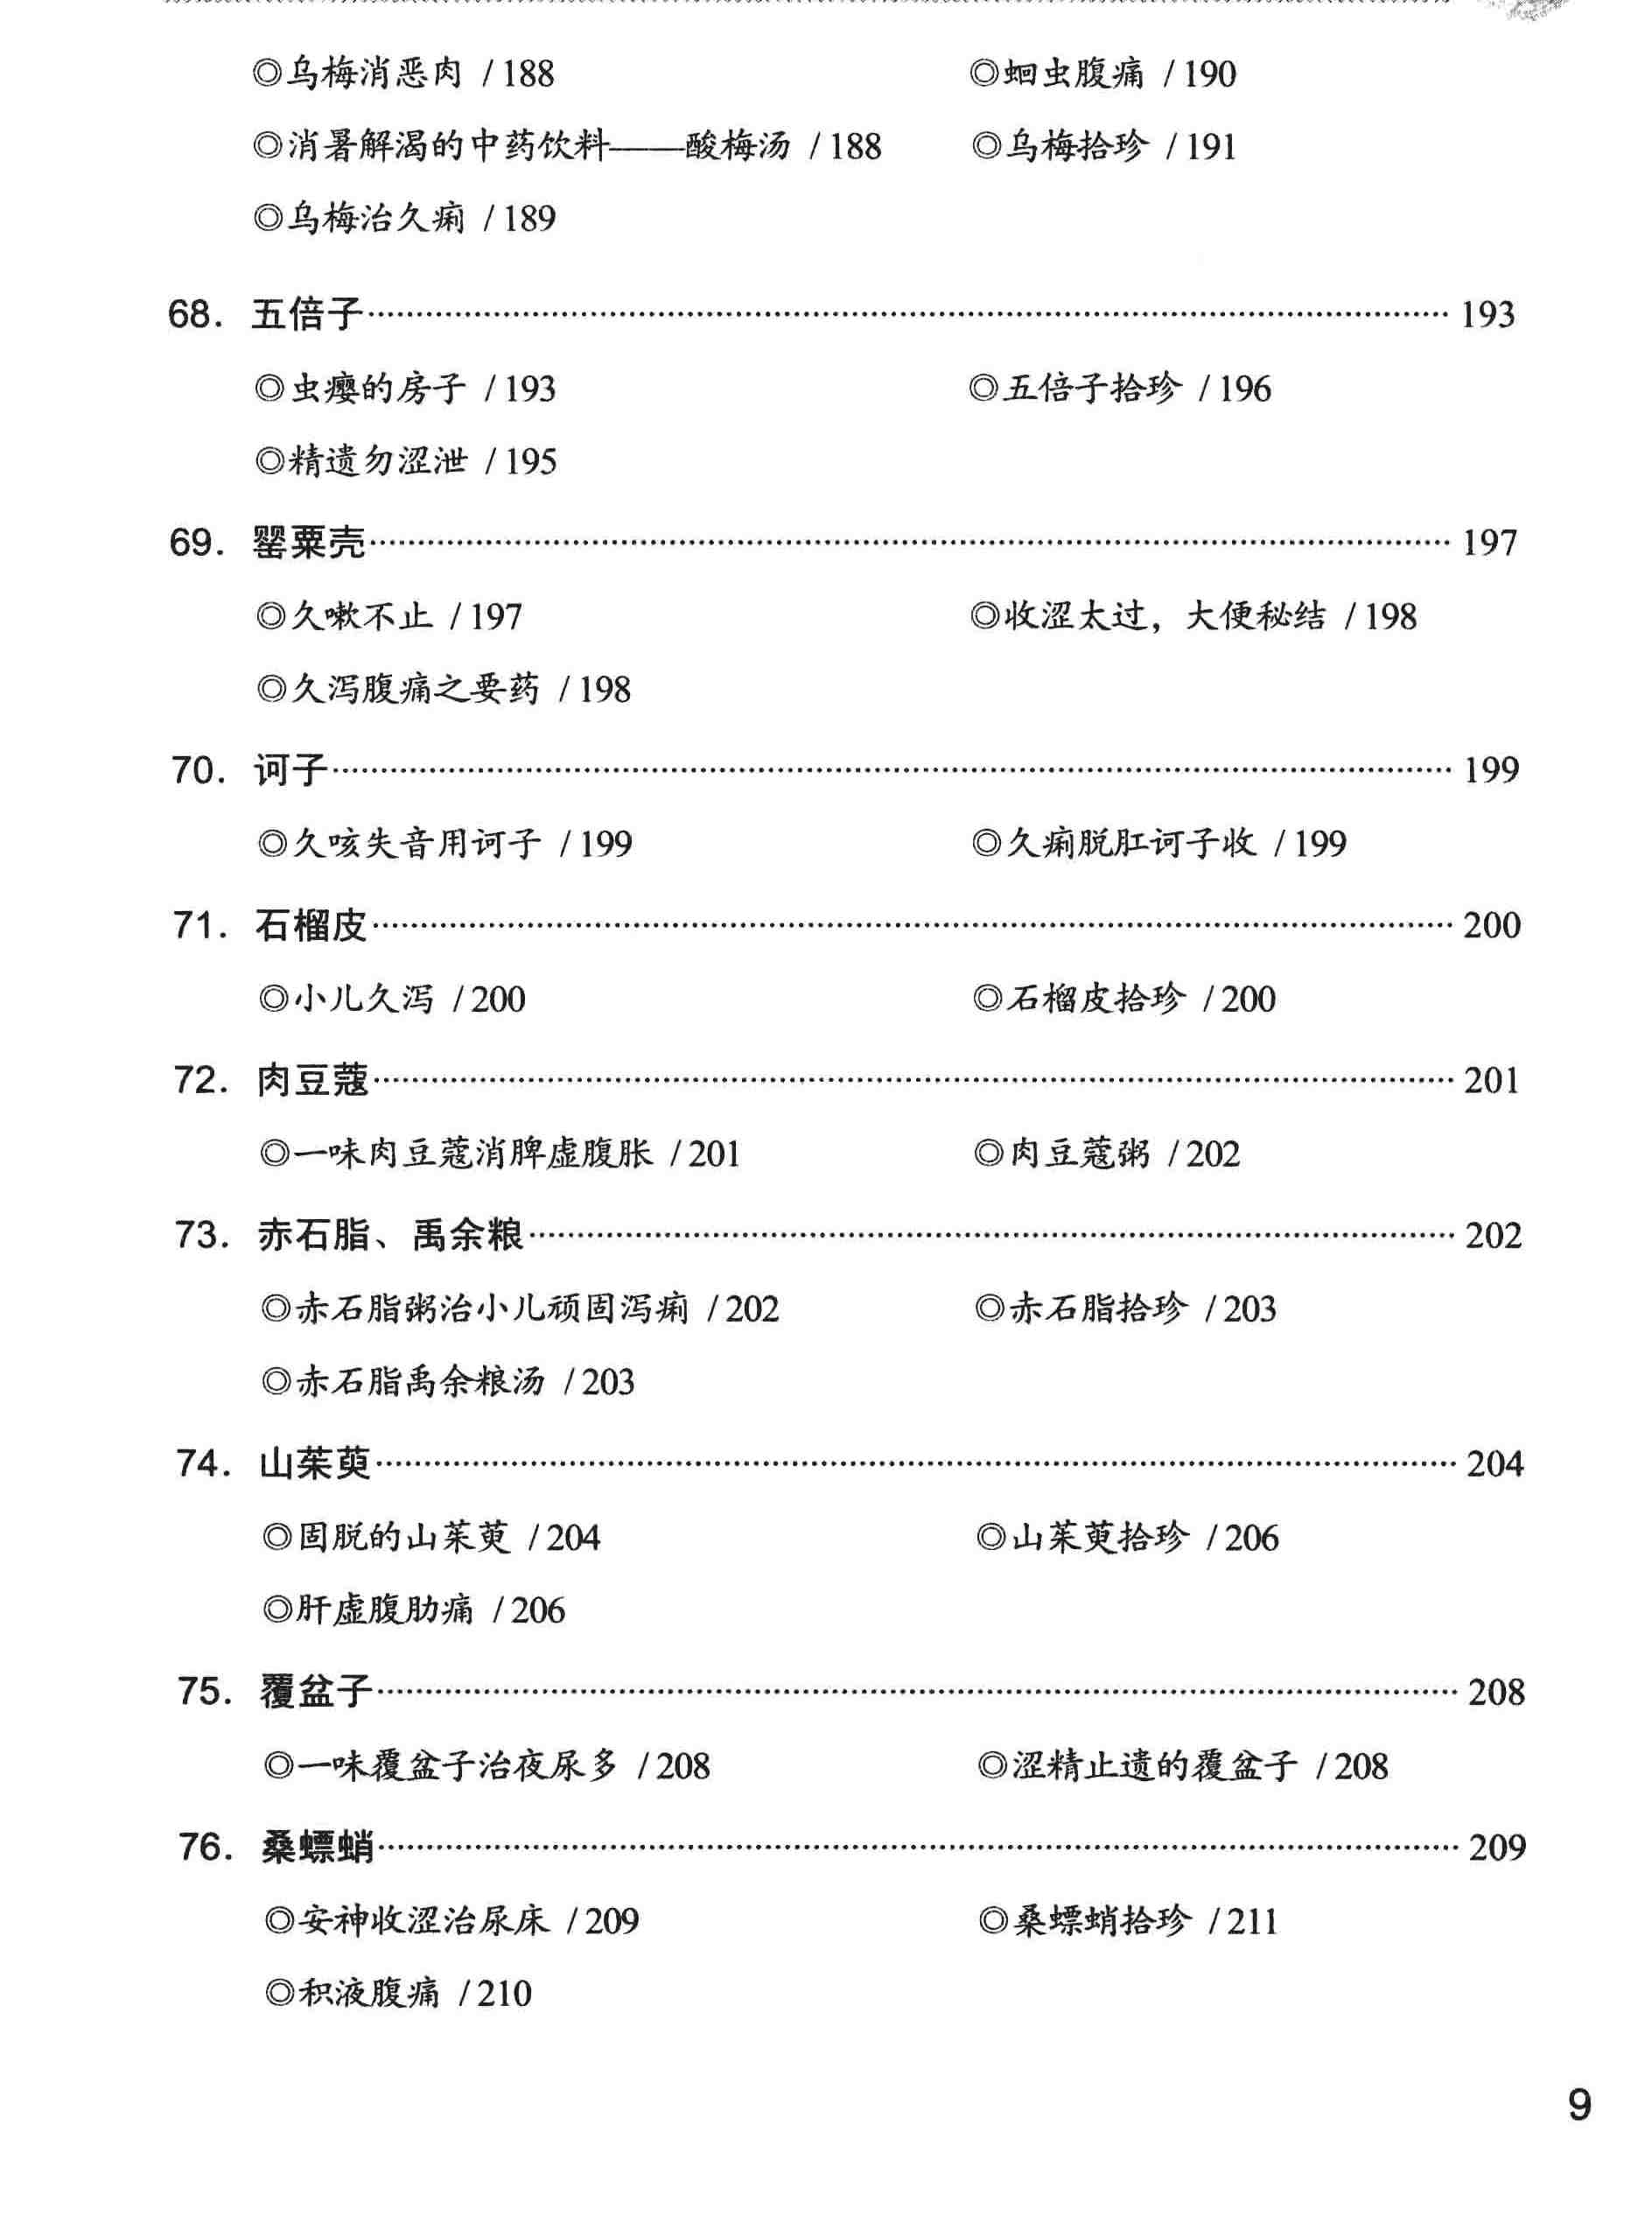 ◎乌梅消恶肉 / 188 ◎蛔虫腹痛 / 190
◎消暑解渴的中药饮料——酸梅汤 / 188 ◎乌梅拾珍 / 191
◎乌梅治久痢 / 189
68. 五倍子 …… 193
◎虫瘿的房子 / 193 ◎五倍子拾珍 / 196
◎精遗勿涩泄 / 195
69. 罂粟壳 …… 197
◎久嗽不止 / 197 ◎收涩太过，大便秘结 / 198
◎久泻腹痛之要药 / 198
70. 诃子 …… 199
◎久咳失音用诃子 / 199 ◎久痢脱肛诃子收 / 199
71. 石榴皮 …… 200
◎小儿久泻 / 200 ◎石榴皮拾珍 / 200
72. 肉豆蔻 …… 201
◎一味肉豆蔻消脾虚腹胀 / 201 ◎肉豆蔻粥 / 202
73. 赤石脂、禹余粮 …… 202
◎赤石脂粥治小儿顽固泻痢 / 202 ◎赤石脂拾珍 / 203
◎赤石脂禹余粮汤 / 203
74. 山茱萸 …… 204
◎固脱的山茱萸 / 204 ◎山茱萸拾珍 / 206
◎肝虚腹肋痛 / 206
75. 覆盆子 …… 208
◎一味覆盆子治夜尿多 / 208 ◎涩精止遗的覆盆子 / 208
76. 桑螵蛸 …… 209
◎安神收涩治尿床 / 209 ◎桑螵蛸拾珍 / 211
◎积液腹痛 / 210
9